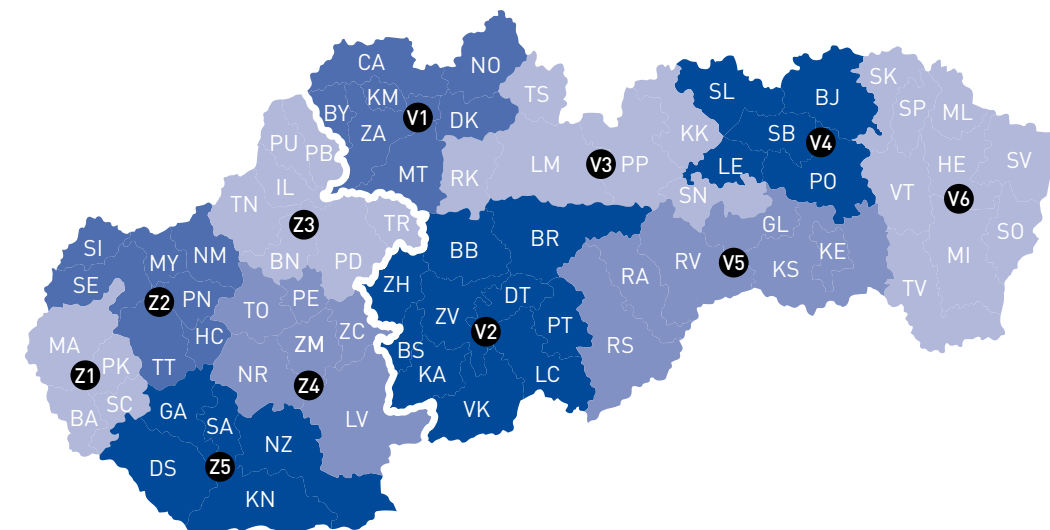 CA
NO
KM
BY
V1
DK
ZA
MT
TS
RK
LM
V3
PP
KK
SL
BJ
SB
V4
LE
PO
SK
SP
ML
HE
SV
VT
V6
SO
MI
TV
PU
PB
IL
TN
Z3
TR
BN
PD
SI
MY
NM
SE
Z2
PN
HC
TT
MA
PK
Z1
SC
BA
TO
PE
ZM
ZC
NR
Z4
LV
GA
SA
NZ
DS
Z5
KN
BB
BR
ZH
DT
ZV
V2
PT
BS
KA
LC
VK
SN
GL
RV
V5
KS
KE
RA
RS